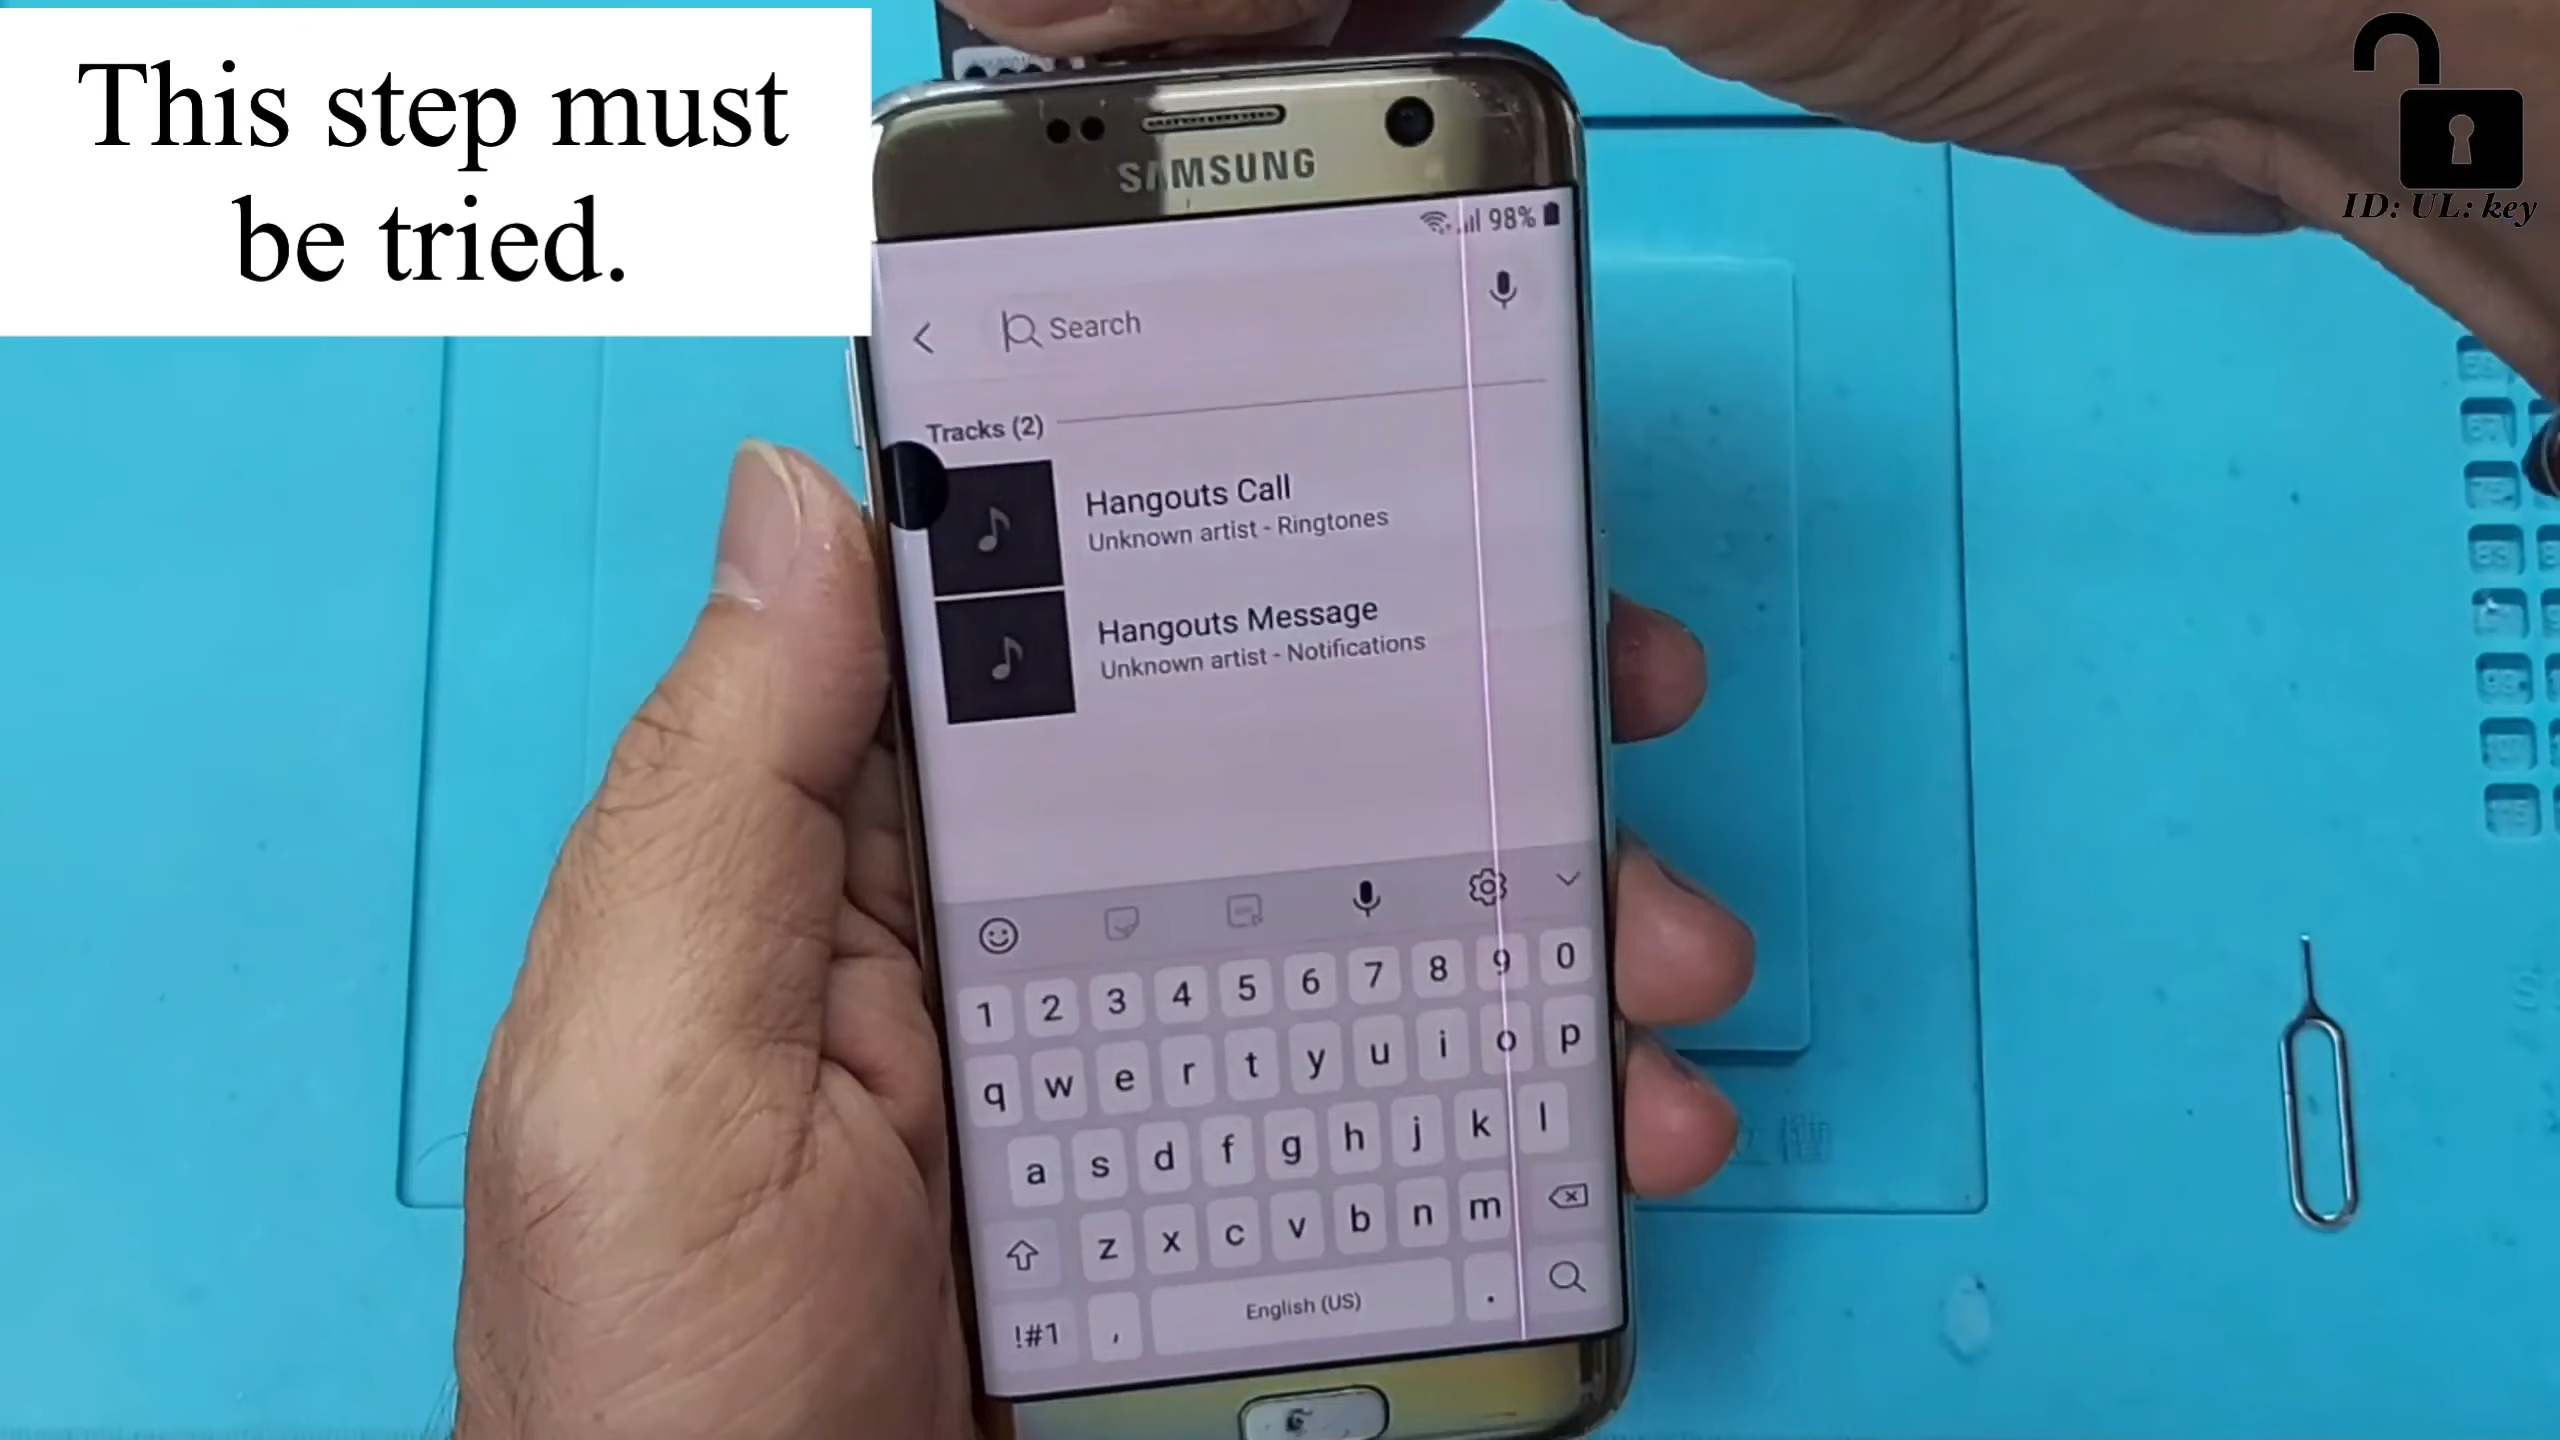 This step must
be tried.
ID: UL: key
SAMSUNG
98%
Search
Tracks (2)
Hangouts Call
Unknown artist - Ringtones
Hangouts Message
Unknown artist - Notifications
1 2 3 4 5 6 7 8 9 0
q w e r t y u i o p
a s d f g h j k l
z x c v b n m
!#1 , English (US) .